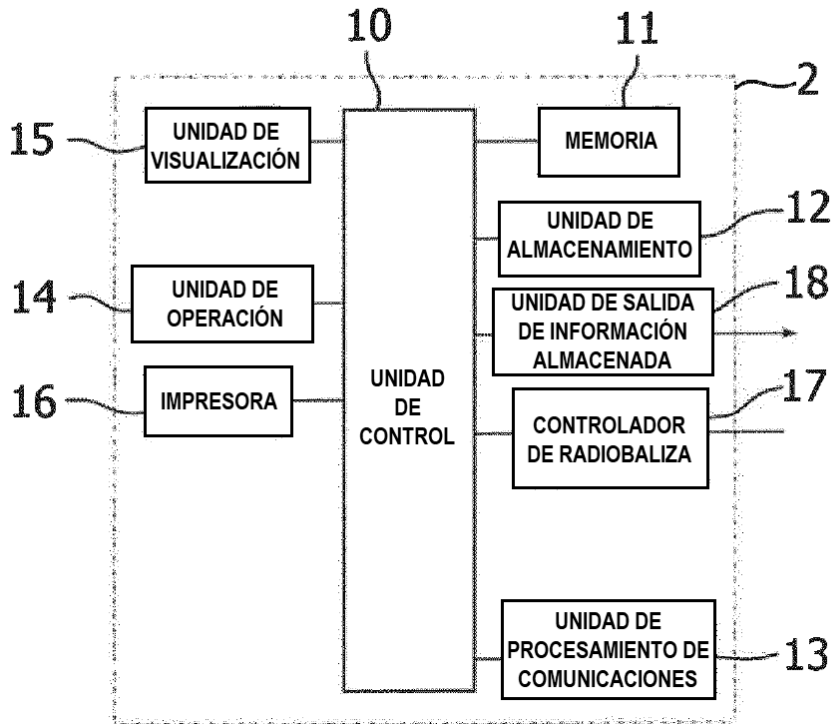 10
11
2
15
UNIDAD DE
VISUALIZACIÓN
MEMORIA
12
UNIDAD DE
ALMACENAMIENTO
14
UNIDAD DE
OPERACIÓN
18
UNIDAD DE SALIDA
DE INFORMACIÓN
ALMACENADA
16
IMPRESORA
UNIDAD
DE
CONTROL
17
CONTROLADOR
DE RADIOBALIZA
UNIDAD DE
PROCESAMIENTO DE
COMUNICACIONES
13